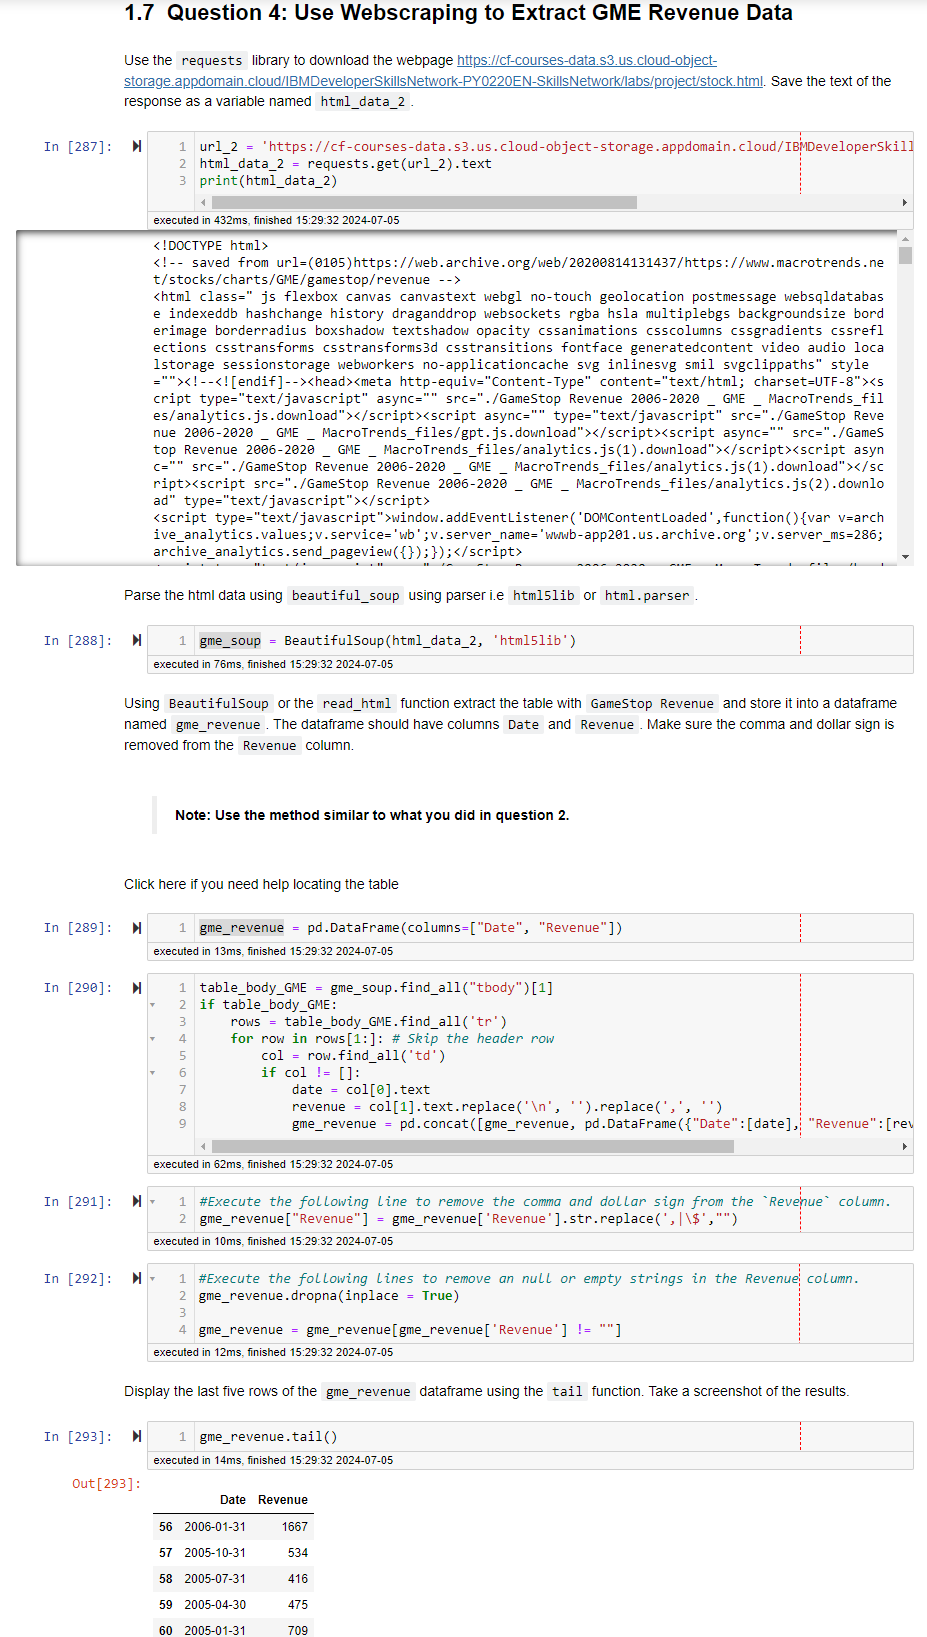 1.7 Question 4: Use Webscraping to Extract GME Revenue Data
Use the requests library to download the webpage https://cf-courses-data.s3.us.cloud-object-
storage.appdomain.cloud/IBMDeveloperSkillsNetwork-PY0220EN-SkillsNetwork/labs/project/stock.html. Save the text of the
response as a variable named html_data_2.
In [287]:
1 url_2 = 'https://cf-courses-data.s3.us.cloud-object-storage.appdomain.cloud/IBMDeveloperSkill
2 html_data_2 = requests.get(url_2).text
3 print(html_data_2)
executed in 432ms, finished 15:29:32 2024-07-05
<!DOCTYPE html>
<!-- saved from url=(0105)https://web.archive.org/web/20200814131437/https://www.macrotrends.ne
t/stocks/charts/GME/gamestop/revenue -->
<html class=" js flexbox canvas canvastext webgl no-touch geolocation postmessage websqldatabas
e indexeddb hashchange history draganddrop websockets rgba hsla multiplebgs backgroundsize bord
erimage borderradius boxshadow textshadow opacity cssanimations csscolumns cssgradients cssrefl
ections csstransforms csstransforms3d csstransitions fontface generatedcontent video audio loca
lstorage sessionstorage webworkers no-applicationcache svg inlinesvg smil svgclippaths" style
=""><!--<![endif]--><head><meta http-equiv="Content-Type" content="text/html; charset=UTF-8"><s
cript type="text/javascript" async="" src="./GameStop Revenue 2006-2020 _ GME _ MacroTrends_fil
es/analytics.js.download"></script><script async="" type="text/javascript" src="./GameStop Reve
nue 2006-2020 _ GME _ MacroTrends_files/gpt.js.download"></script><script async="" src="./GameS
top Revenue 2006-2020 _ GME _ MacroTrends_files/analytics.js(1).download"></script><script asyn
c="" src="./GameStop Revenue 2006-2020 _ GME _ MacroTrends_files/analytics.js(1).download"></sc
ript><script src="./GameStop Revenue 2006-2020 _ GME _ MacroTrends_files/analytics.js(2).downlo
ad" type="text/javascript"></script>
<script type="text/javascript">window.addEventListener('DOMContentLoaded',function(){var v=arch
ive_analytics.values;v.service='wb';v.server_name='wwwb-app201.us.archive.org';v.server_ms=286;
archive_analytics.send_pageview({});});</script>
Parse the html data using beautiful_soup using parser i.e html5lib or html.parser.
In [288]:
1 gme_soup = BeautifulSoup(html_data_2, 'html5lib')
executed in 76ms, finished 15:29:32 2024-07-05
Using BeautifulSoup or the read_html function extract the table with GameStop Revenue and store it into a dataframe
named gme_revenue. The dataframe should have columns Date and Revenue. Make sure the comma and dollar sign is
removed from the Revenue column.
Note: Use the method similar to what you did in question 2.
Click here if you need help locating the table
In [289]:
1 gme_revenue = pd.DataFrame(columns=["Date", "Revenue"])
executed in 13ms, finished 15:29:32 2024-07-05
In [290]:
1 table_body_GME = gme_soup.find_all("tbody")[1]
2 if table_body_GME:
3 rows = table_body_GME.find_all('tr')
4 for row in rows[1:]: # Skip the header row
5 col = row.find_all('td')
6 if col != []:
7 date = col[0].text
8 revenue = col[1].text.replace('\n', '').replace(',', '')
9 gme_revenue = pd.concat([gme_revenue, pd.DataFrame({"Date":[date], "Revenue":[rev
executed in 62ms, finished 15:29:32 2024-07-05
In [291]:
1 #Execute the following line to remove the comma and dollar sign from the `Revenue` column.
2 gme_revenue["Revenue"] = gme_revenue['Revenue'].str.replace(',|\$',"")
executed in 10ms, finished 15:29:32 2024-07-05
In [292]:
1 #Execute the following lines to remove an null or empty strings in the Revenue column.
2 gme_revenue.dropna(inplace = True)
3
4 gme_revenue = gme_revenue[gme_revenue['Revenue'] != ""]
executed in 12ms, finished 15:29:32 2024-07-05
Display the last five rows of the gme_revenue dataframe using the tail function. Take a screenshot of the results.
In [293]:
1 gme_revenue.tail()
executed in 14ms, finished 15:29:32 2024-07-05
Out[293]:
Date Revenue
56 2006-01-31 1667
57 2005-10-31 534
58 2005-07-31 416
59 2005-04-30 475
60 2005-01-31 709